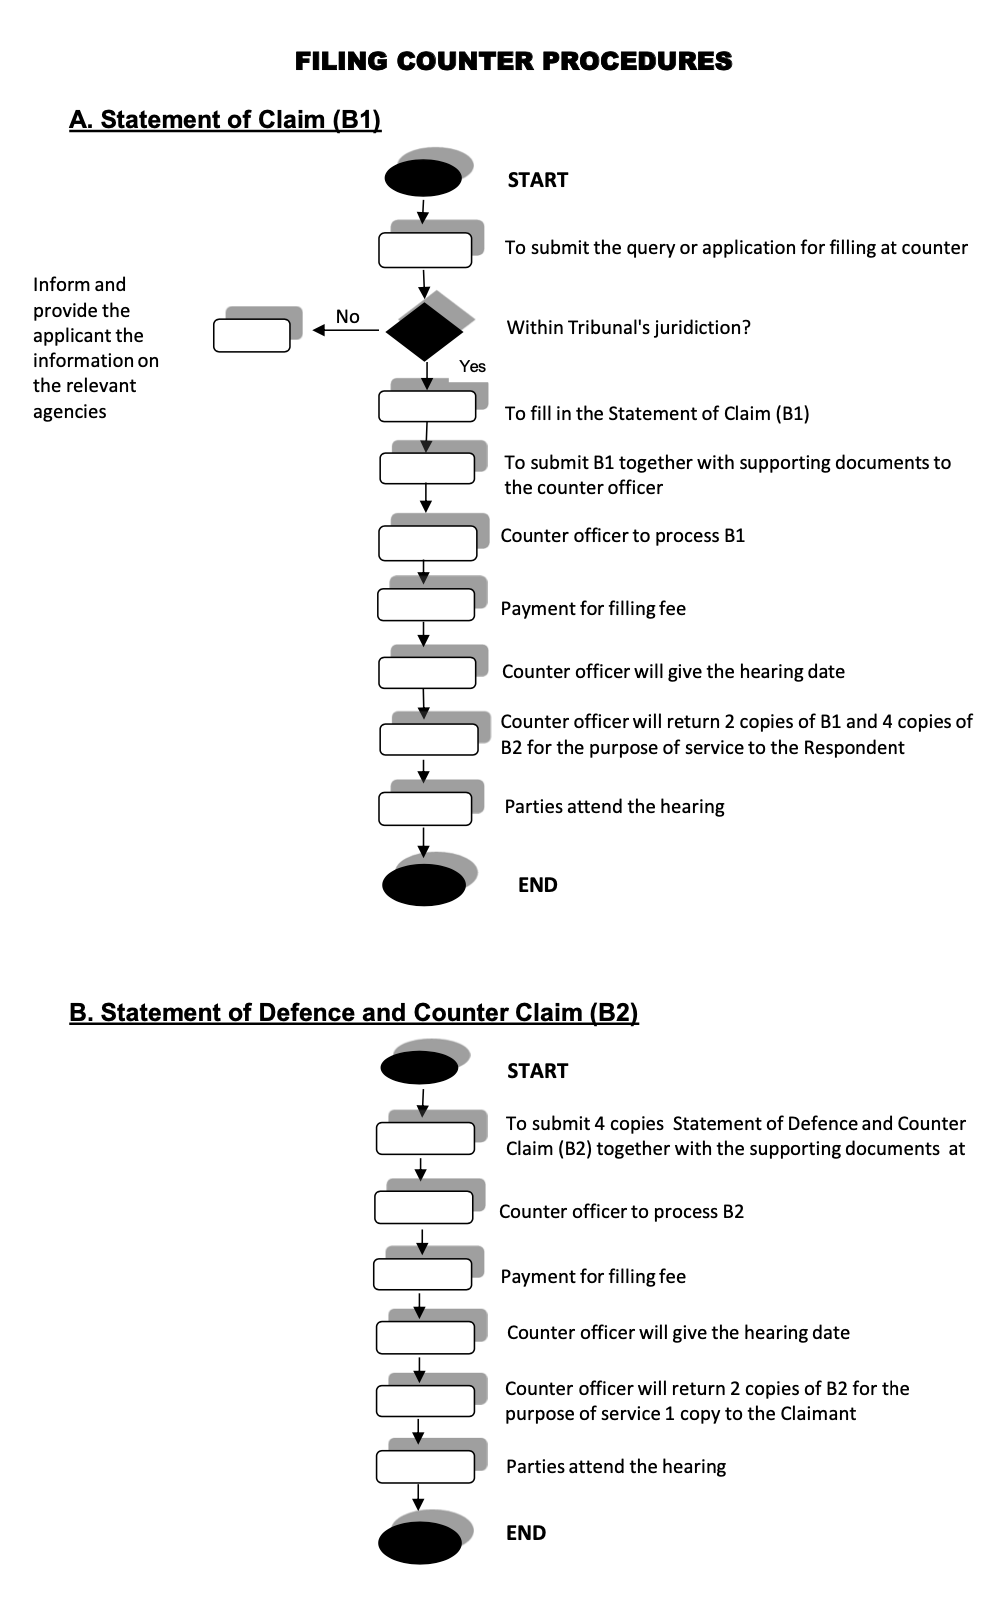 FILING COUNTER PROCEDURES
A. Statement of Claim (B1)
START
To submit the query or application for filling at counter
Inform and
provide the
applicant the
information on
the relevant
agencies
No
Within Tribunal's juridiction?
Yes
To fill in the Statement of Claim (B1)
To submit B1 together with supporting documents to
the counter officer
Counter officer to process B1
Payment for filling fee
Counter officer will give the hearing date
Counter officer will return 2 copies of B1 and 4 copies of
B2 for the purpose of service to the Respondent
Parties attend the hearing
END
B. Statement of Defence and Counter Claim (B2)
START
To submit 4 copies Statement of Defence and Counter
Claim (B2) together with the supporting documents at
Counter officer to process B2
Payment for filling fee
Counter officer will give the hearing date
Counter officer will return 2 copies of B2 for the
purpose of service 1 copy to the Claimant
Parties attend the hearing
END